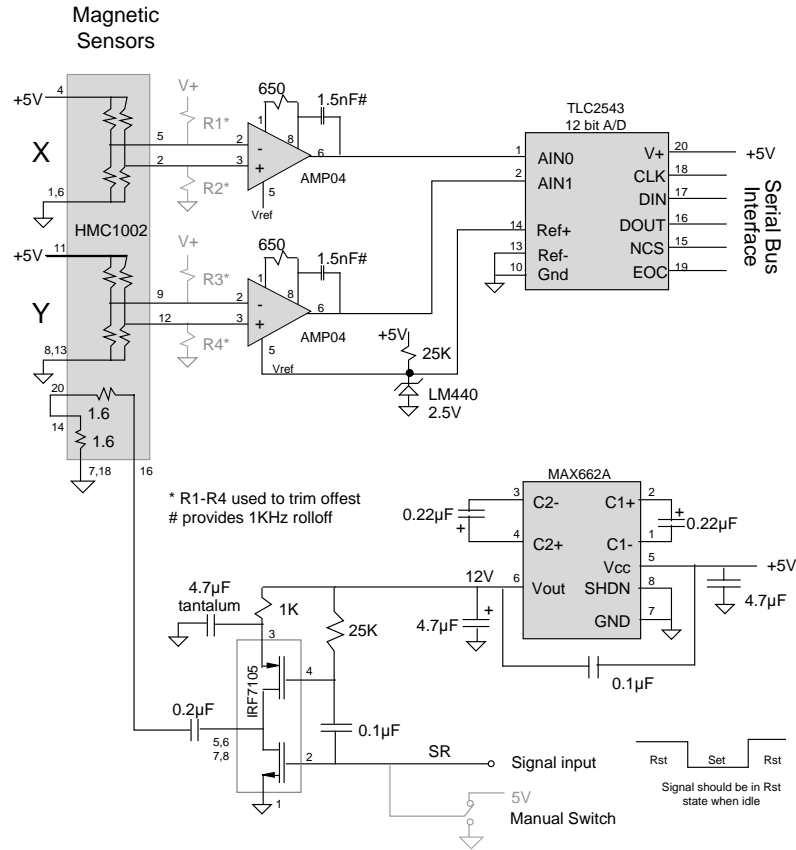 Magnetic
Sensors
4
+5V
V+
R1*
650
1.5nF#
1
8
5
2
-
X
2
3
+
6
R2*
5
AMP04
1,6
Vref
HMC1002
11
+5V
V+
R3*
650
1.5nF#
1
8
9
2
-
Y
12
3
+
6
R4*
5
AMP04
8,13
Vref
+5V
25K
LM440
2.5V
20
1.6
14
1.6
7,18
16
TLC2543
12 bit A/D
1
AIN0
V+
20
+5V
2
AIN1
CLK
18
DIN
17
14
Ref+
DOUT
16
13
Ref-
NCS
15
10
Gnd
EOC
19
Serial Bus
Interface
* R1-R4 used to trim offest
# provides 1KHz rolloff
MAX662A
3
C2-
C1+
2
0.22µF
+
+
0.22µF
4
C2+
C1-
1
Vcc
5
+5V
12V
6
Vout
SHDN
8
4.7µF
GND
7
4.7µF
+
0.1µF
4.7µF
tantalum
1K
3
25K
IRF7105
4
0.2µF
0.1µF
5,6
7,8
2
SR
Signal input
1
5V
Manual Switch
Rst
Set
Rst
Signal should be in Rst
state when idle